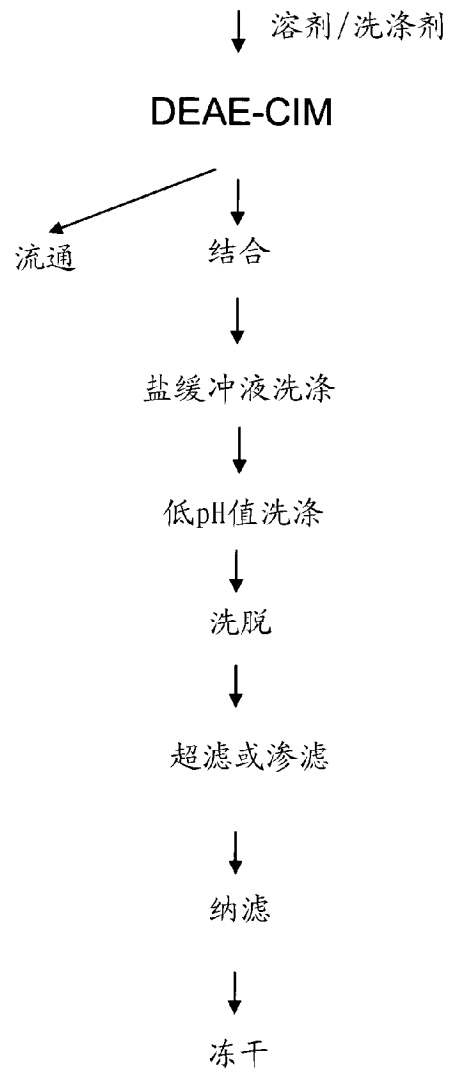 溶剂/洗涤剂
DEAE-CIM
流通
结合
盐缓冲液洗涤
低pH值洗涤
洗脱
超滤或渗滤
纳滤
冻干